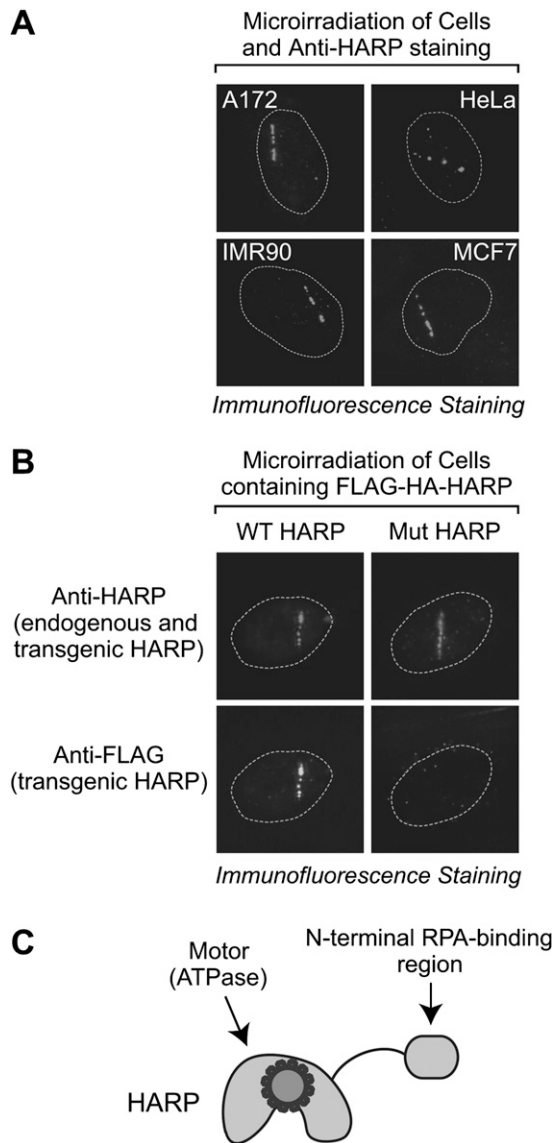 A
Microirradiation of Cells
and Anti-HARP staining
A172
HeLa
IMR90
MCF7
Immunofluorescence Staining
B
Microirradiation of Cells
containing FLAG-HA-HARP
WT HARP
Mut HARP
Anti-HARP
(endogenous and
transgenic HARP)
Anti-FLAG
(transgenic HARP)
Immunofluorescence Staining
C
Motor
(ATPase)
N-terminal RPA-binding
region
HARP